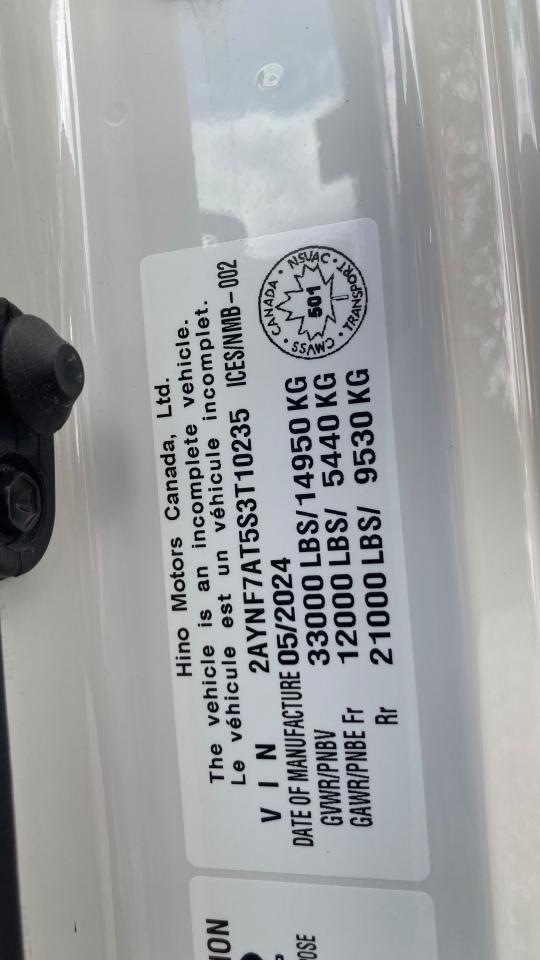 Hino Motors Canada, Ltd.
The vehicle is an incomplete vehicle.
Le véhicule est un véhicule incomplet.
V I N 2AYNF7AT5S3T10235 ICES/NMB-002
DATE OF MANUFACTURE 05/2024
GVWR/PNBV 33000 LBS/14950 KG
GAWR/PNBE Fr 12000 LBS/ 5440 KG
Rr 21000 LBS/ 9530 KG
CANADA · NSVAC · TRANSPORT · CMVSS ·
501
ION
POSE